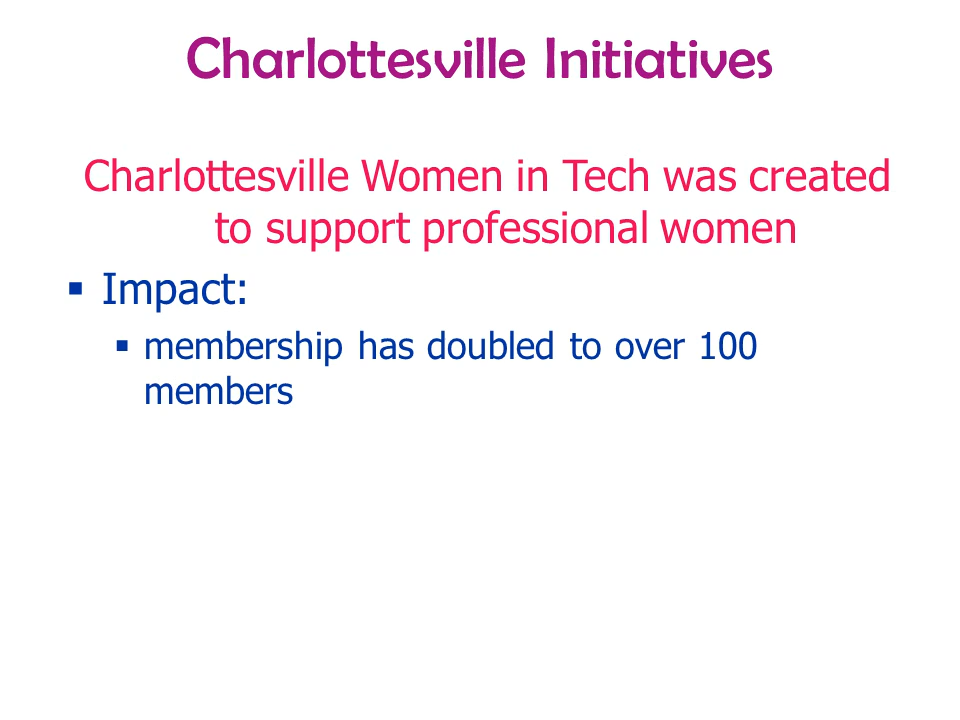 Charlottesville Initiatives
Charlottesville Women in Tech was created
to support professional women
▪ Impact:
▪ membership has doubled to over 100
members